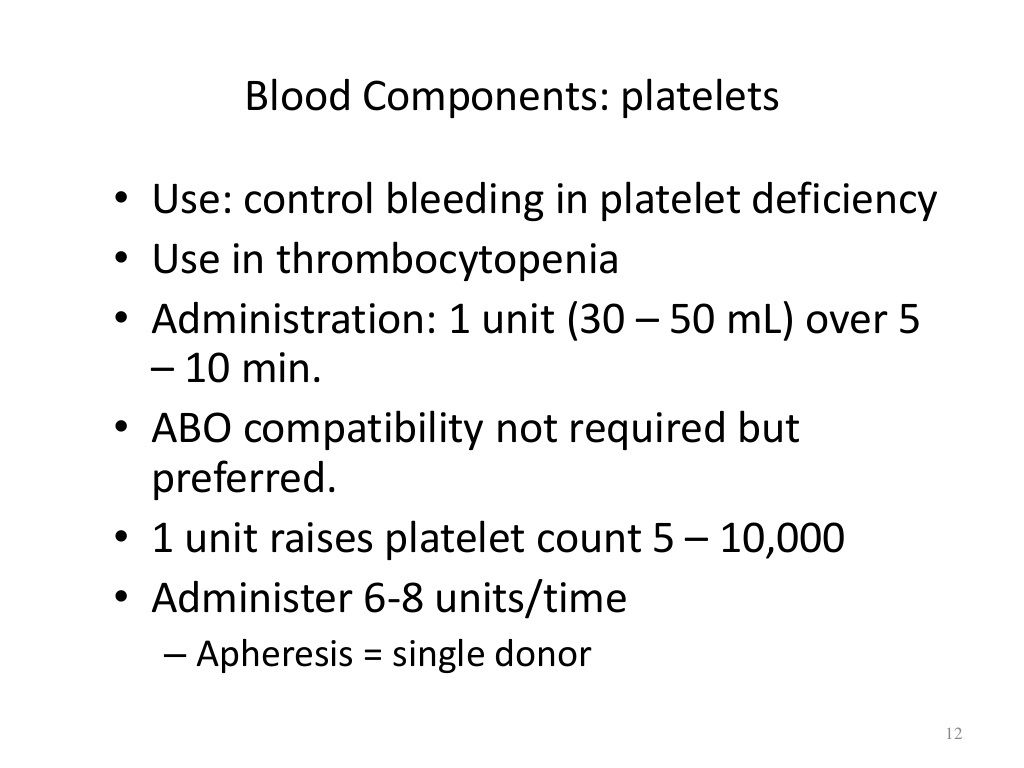 Blood Components: platelets
• Use: control bleeding in platelet deficiency
• Use in thrombocytopenia
• Administration: 1 unit (30 – 50 mL) over 5
– 10 min.
• ABO compatibility not required but
preferred.
• 1 unit raises platelet count 5 – 10,000
• Administer 6-8 units/time
– Apheresis = single donor
12